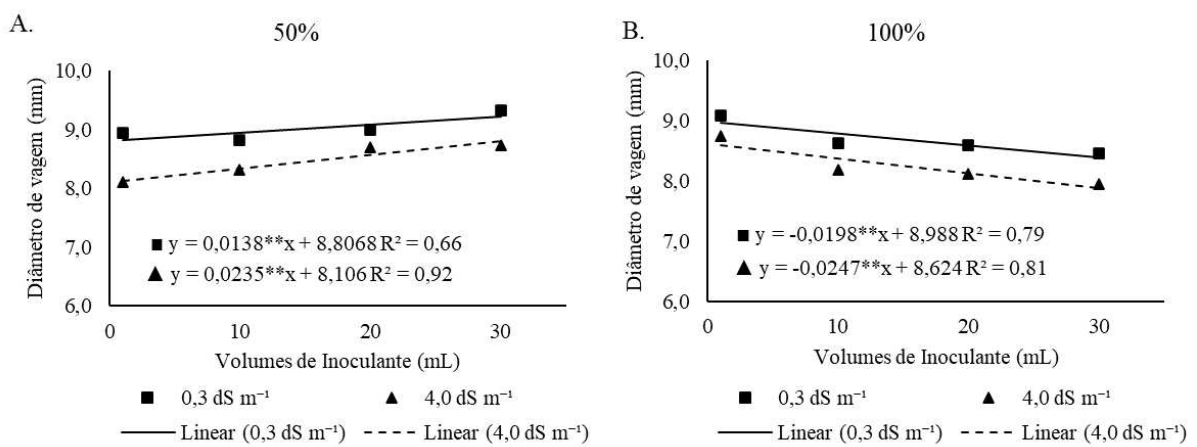 A.
50%
Diâmetro de vagem (mm)
10,0
9,0
8,0
7,0
6,0
y = 0,0138**x + 8,8068 R² = 0,66
y = 0,0235**x + 8,106 R² = 0,92
0 10 20 30
Volumes de Inoculante (mL)
0,3 dS m⁻¹ 4,0 dS m⁻¹
Linear (0,3 dS m⁻¹) Linear (4,0 dS m⁻¹)
B.
100%
Diâmetro de vagem (mm)
10,0
9,0
8,0
7,0
6,0
y = -0,0198**x + 8,988 R² = 0,79
y = -0,0247**x + 8,624 R² = 0,81
0 10 20 30
Volumes de Inoculante (mL)
0,3 dS m⁻¹ 4,0 dS m⁻¹
Linear (0,3 dS m⁻¹) Linear (4,0 dS m⁻¹)